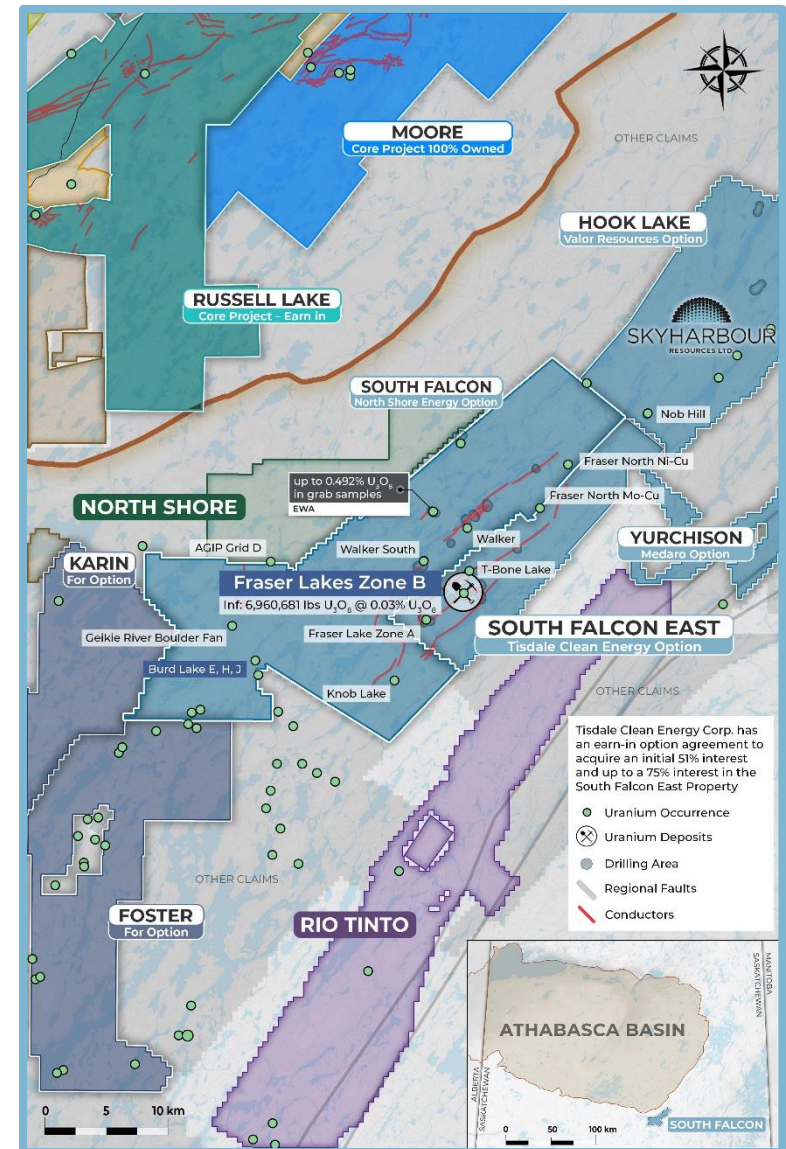 MOORE
Core Project 100% Owned
OTHER CLAIMS
HOOK LAKE
Valor Resources Option
RUSSELL LAKE
Core Project – Earn in
SKYHARBOUR
RESOURCES LTD
SOUTH FALCON
North Shore Energy Option
Nob Hill
Fraser North Ni-Cu
up to 0.492% U₃O₈
in grab samples
EWA
Fraser North Mo-Cu
NORTH SHORE
Walker
YURCHISON
Medaro Option
AGIP Grid D
Walker South
KARIN
For Option
T-Bone Lake
Fraser Lakes Zone B
Inf: 6,960,681 lbs U₃O₈ @ 0.03% U₃O₈
Geikie River Boulder Fan
Fraser Lake Zone A
SOUTH FALCON EAST
Tisdale Clean Energy Option
Burd Lake E, H, J
Knob Lake
OTHER CLAIMS
Tisdale Clean Energy Corp. has
an earn-in option agreement to
acquire an initial 51% interest
and up to a 75% interest in the
South Falcon East Property
Uranium Occurrence
Uranium Deposits
Drilling Area
Regional Faults
Conductors
OTHER CLAIMS
FOSTER
For Option
RIO TINTO
MANITOBA
SASKATCHEWAN
ATHABASCA BASIN
ALBERTA
SASKATCHEWAN
SOUTH FALCON
0 50 100 km
0 5 10 km